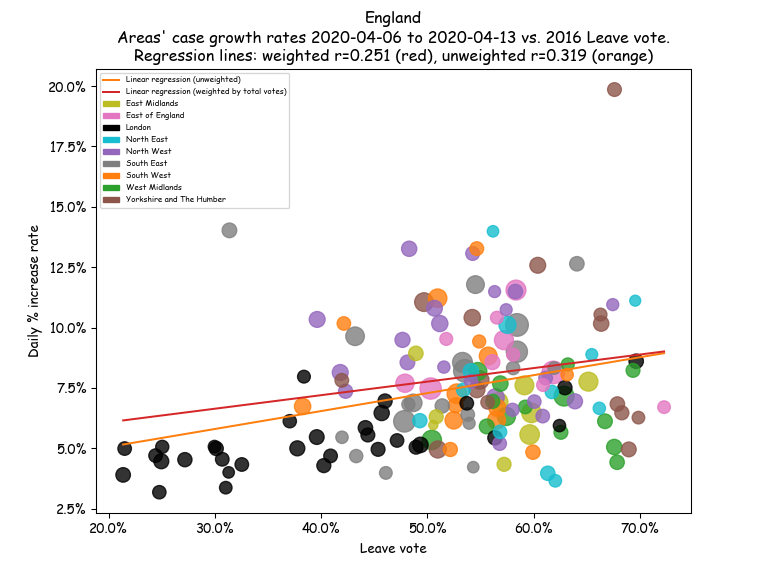 England
Areas' case growth rates 2020-04-06 to 2020-04-13 vs. 2016 Leave vote.
Regression lines: weighted r=0.251 (red), unweighted r=0.319 (orange)
Linear regression (unweighted)
Linear regression (weighted by total votes)
East Midlands
East of England
London
North East
North West
South East
South West
West Midlands
Yorkshire and The Humber
Daily % increase rate
20.0%
17.5%
15.0%
12.5%
10.0%
7.5%
5.0%
2.5%
20.0% 30.0% 40.0% 50.0% 60.0% 70.0%
Leave vote